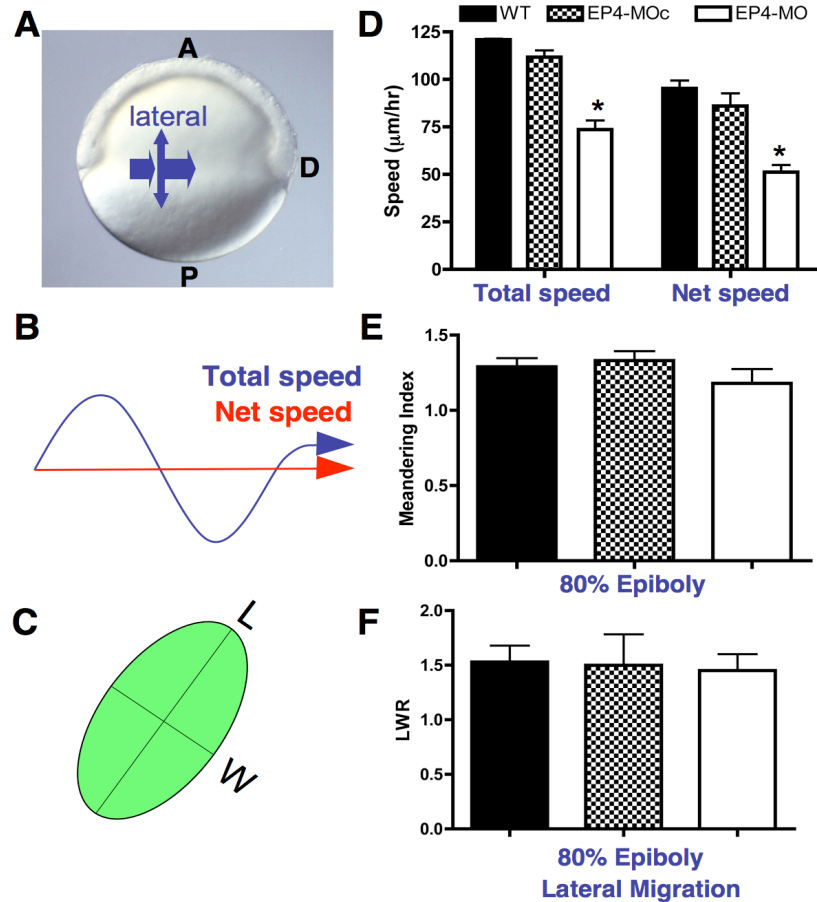 A
A
lateral
D
P
B
Total speed
Net speed
C
L
W
D
WT EP4-MOc EP4-MO
Speed (μm/hr)
125
100
75
50
25
0
*
*
Total speed Net speed
E
Meandering Index
1.5
1.0
0.5
0.0
80% Epiboly
F
LWR
2.0
1.5
1.0
0.5
0.0
80% Epiboly
Lateral Migration